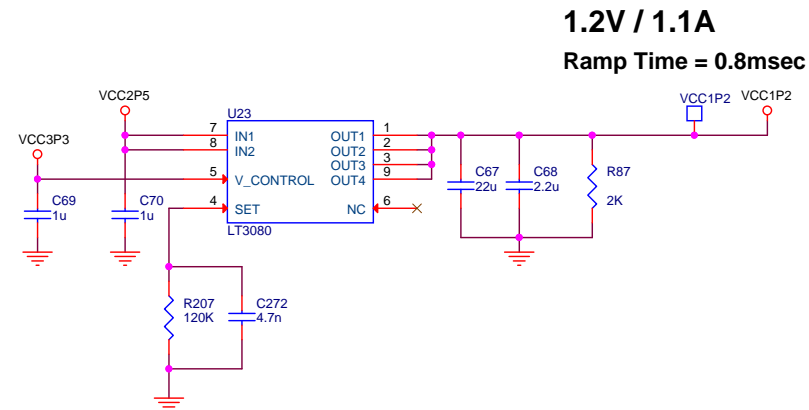 1.2V / 1.1A
Ramp Time = 0.8msec
VCC2P5
VCC1P2
VCC1P2
U23
VCC3P3
7
IN1
OUT1
1
8
IN2
OUT2
2
OUT3
3
5
V_CONTROL
OUT4
9
4
SET
NC
6
LT3080
C69
1u
C70
1u
C67
22u
C68
2.2u
R87
2K
R207
120K
C272
4.7n